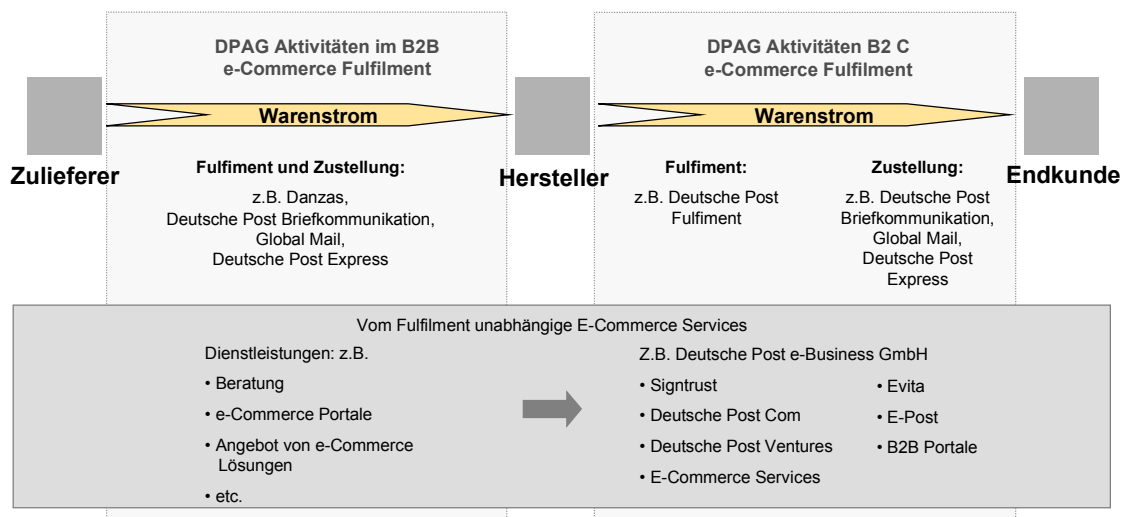 DPAG Aktivitäten im B2B
e-Commerce Fulfilment
DPAG Aktivitäten B2 C
e-Commerce Fulfilment
Warenstrom
Warenstrom
Zulieferer
Hersteller
Endkunde
Fulfiment und Zustellung:
z.B. Danzas,
Deutsche Post Briefkommunikation,
Global Mail,
Deutsche Post Express
Fulfiment:
z.B. Deutsche Post
Fulfiment
Zustellung:
z.B. Deutsche Post
Briefkommunikation,
Global Mail,
Deutsche Post
Express
Vom Fulfilment unabhängige E-Commerce Services
Dienstleistungen: z.B.
• Beratung
• e-Commerce Portale
• Angebot von e-Commerce
Lösungen
• etc.
Z.B. Deutsche Post e-Business GmbH
• Signtrust
• Deutsche Post Com
• Deutsche Post Ventures
• E-Commerce Services
• Evita
• E-Post
• B2B Portale